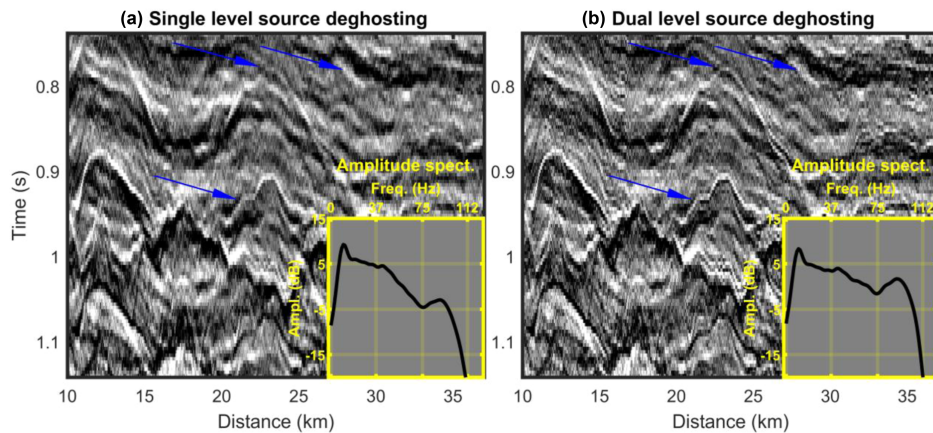 (a) Single level source deghosting
(b) Dual level source deghosting
Time (s)
0.8
0.9
1
1.1
10 15 20 25 30 35
Distance (km)
Amplitude spect.
Freq. (Hz)
0 37 75 112
Ampl. (dB)
15
5
-5
-15
10 15 20 25 30 35
Distance (km)
Amplitude spect.
Freq. (Hz)
0 37 75 112
Ampl. (dB)
15
5
-5
-15